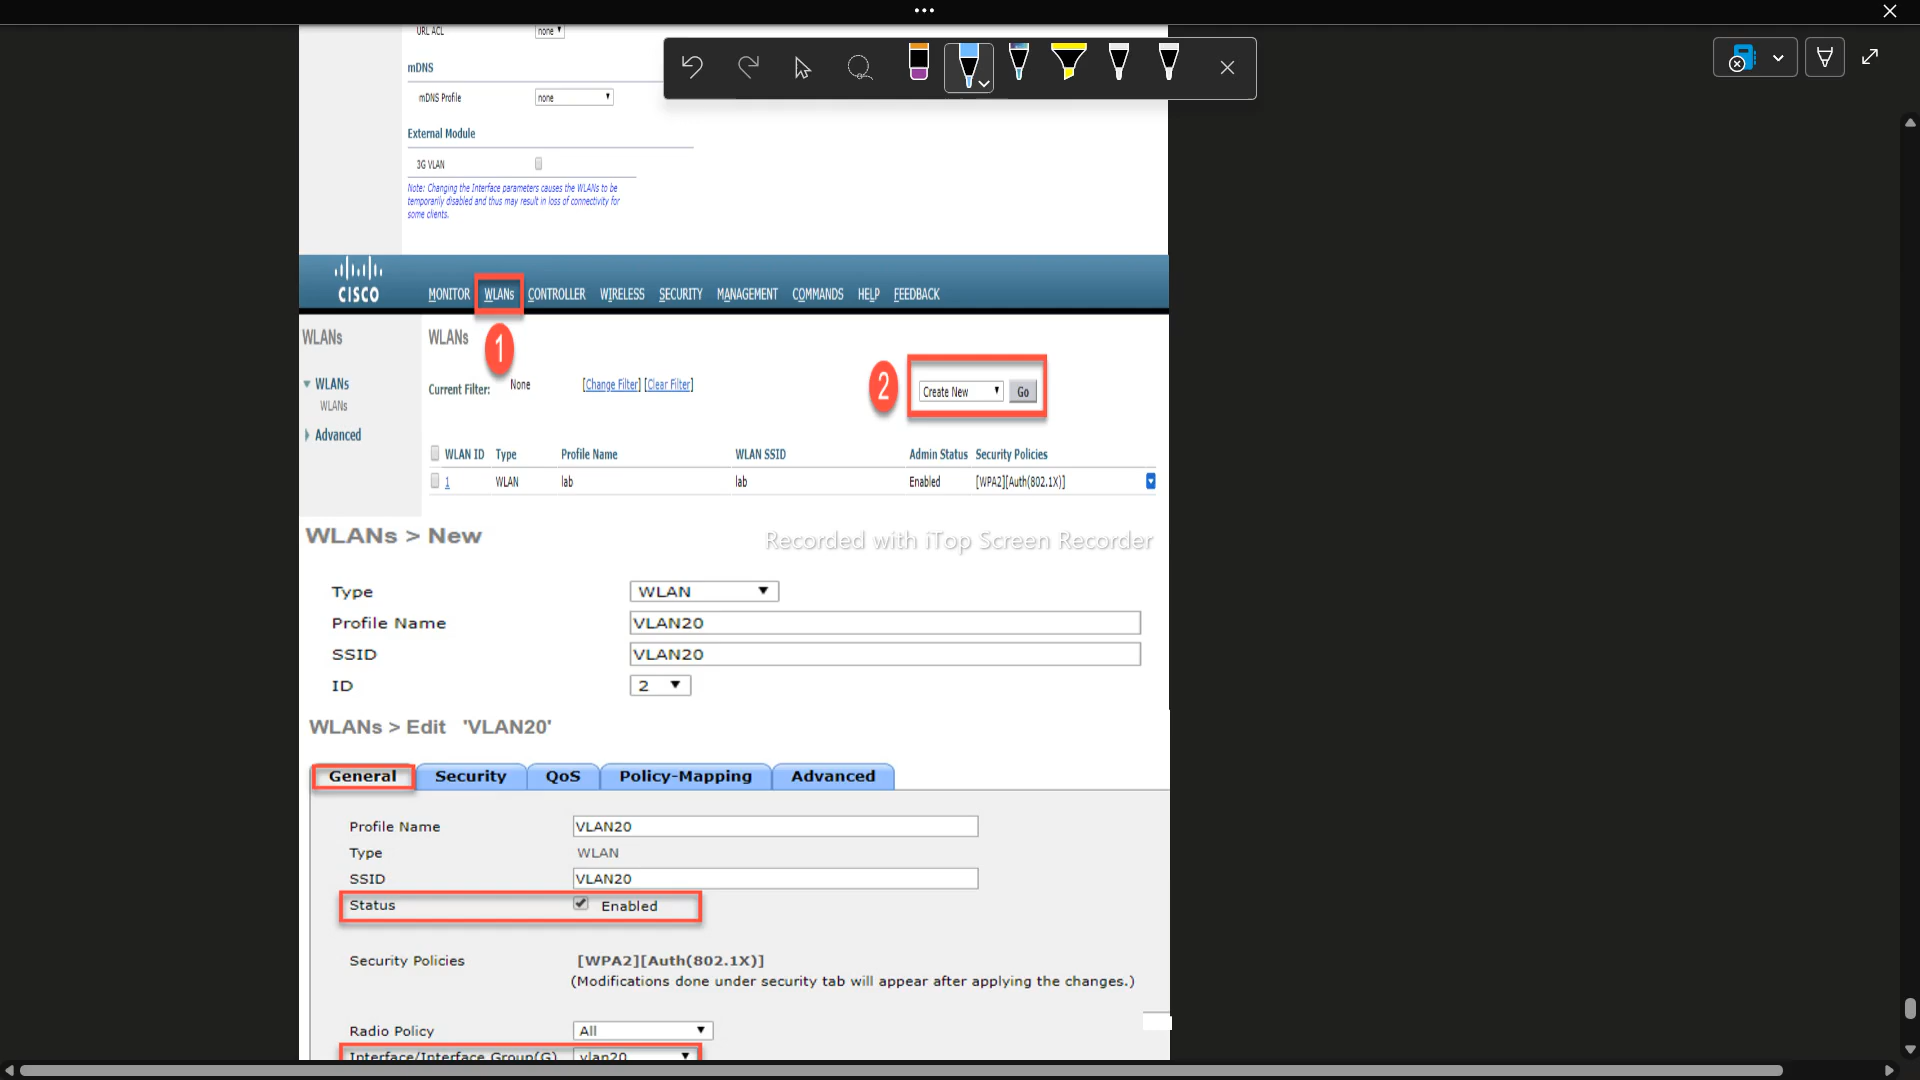 URL ACL none
mDNS
mDNS Profile none
External Module
3G VLAN
Note: Changing the Interface parameters causes the WLANs to be
temporarily disabled and thus may result in loss of connectivity for
some clients.
CISCO
MONITOR WLANs CONTROLLER WIRELESS SECURITY MANAGEMENT COMMANDS HELP FEEDBACK
WLANs
WLANs
WLANs
Advanced
WLANs
1
Current Filter: None [Change Filter] [Clear Filter]
2
Create New Go
WLAN ID Type Profile Name WLAN SSID Admin Status Security Policies
1 WLAN lab lab Enabled [WPA2][Auth(802.1X)]
WLANs > New
Recorded with iTop Screen Recorder
Type WLAN
Profile Name VLAN20
SSID VLAN20
ID 2
WLANs > Edit 'VLAN20'
General Security QoS Policy-Mapping Advanced
Profile Name VLAN20
Type WLAN
SSID VLAN20
Status Enabled
Security Policies [WPA2][Auth(802.1X)]
(Modifications done under security tab will appear after applying the changes.)
Radio Policy All
Interface/Interface Group(G) vlan20